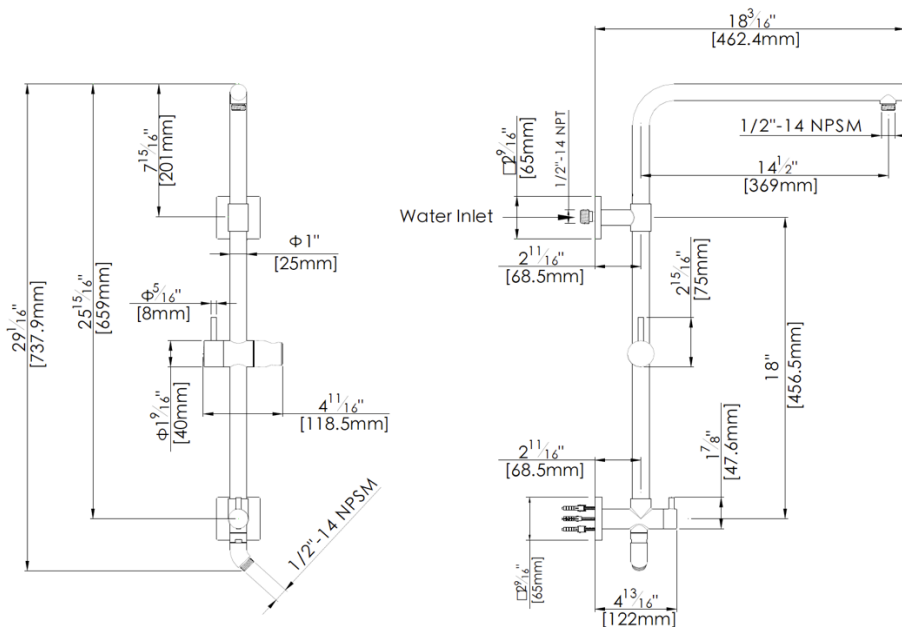 29 1/16"
[737.9mm]
25 15/16"
[659mm]
7 15/16"
[201mm]
Φ1"
[25mm]
Φ5/16"
[8mm]
Φ1 9/16"
[40mm]
4 11/16"
[118.5mm]
1/2"-14 NPSM
18 3/16"
[462.4mm]
1/2"-14 NPSM
14 1/2"
[369mm]
□2 9/16"
[65mm]
1/2"-14 NPT
Water Inlet
2 11/16"
[68.5mm]
2 15/16"
[75mm]
18"
[456.5mm]
2 11/16"
[68.5mm]
1 7/8"
[47.6mm]
□2 9/16"
[65mm]
4 13/16"
[122mm]